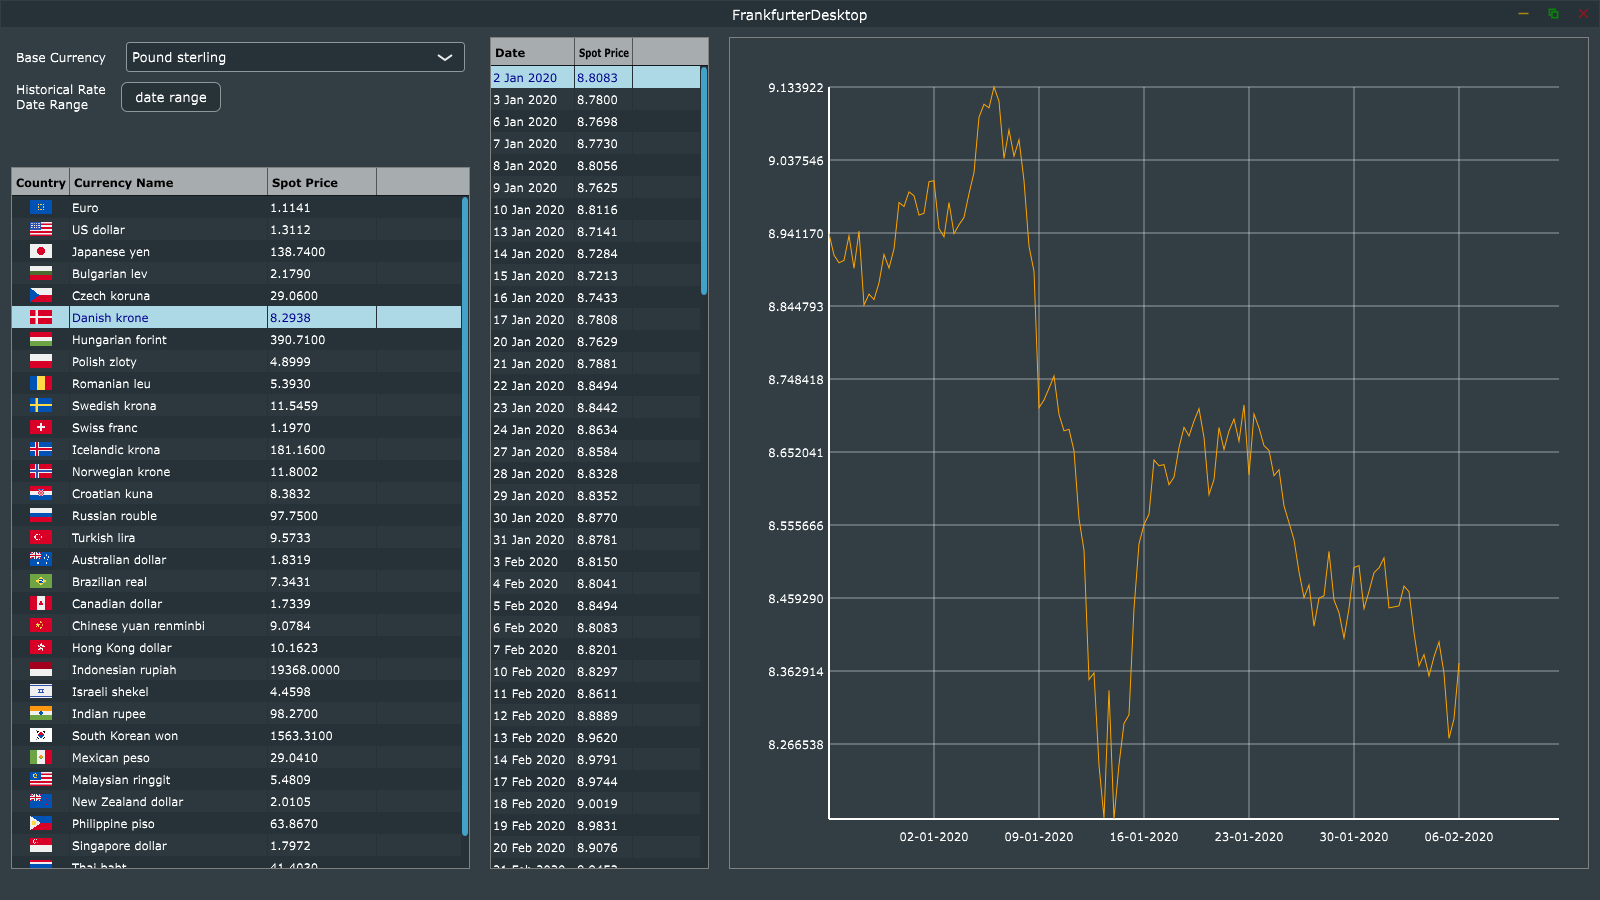 FrankfurterDesktop
Base Currency
Pound sterling
Historical Rate
Date Range
date range
Country Currency Name Spot Price
Euro 1.1141
US dollar 1.3112
Japanese yen 138.7400
Bulgarian lev 2.1790
Czech koruna 29.0600
Danish krone 8.2938
Hungarian forint 390.7100
Polish zloty 4.8999
Romanian leu 5.3930
Swedish krona 11.5459
Swiss franc 1.1970
Icelandic krona 181.1600
Norwegian krone 11.8002
Croatian kuna 8.3832
Russian rouble 97.7500
Turkish lira 9.5733
Australian dollar 1.8319
Brazilian real 7.3431
Canadian dollar 1.7339
Chinese yuan renminbi 9.0784
Hong Kong dollar 10.1623
Indonesian rupiah 19368.0000
Israeli shekel 4.4598
Indian rupee 98.2700
South Korean won 1563.3100
Mexican peso 29.0410
Malaysian ringgit 5.4809
New Zealand dollar 2.0105
Philippine piso 63.8670
Singapore dollar 1.7972
Thai baht 41.4030
Date Spot Price
2 Jan 2020 8.8083
3 Jan 2020 8.7800
6 Jan 2020 8.7698
7 Jan 2020 8.7730
8 Jan 2020 8.8056
9 Jan 2020 8.7625
10 Jan 2020 8.8116
13 Jan 2020 8.7141
14 Jan 2020 8.7284
15 Jan 2020 8.7213
16 Jan 2020 8.7433
17 Jan 2020 8.7808
20 Jan 2020 8.7629
21 Jan 2020 8.7881
22 Jan 2020 8.8494
23 Jan 2020 8.8442
24 Jan 2020 8.8634
27 Jan 2020 8.8584
28 Jan 2020 8.8328
29 Jan 2020 8.8352
30 Jan 2020 8.8770
31 Jan 2020 8.8781
3 Feb 2020 8.8150
4 Feb 2020 8.8041
5 Feb 2020 8.8494
6 Feb 2020 8.8083
7 Feb 2020 8.8201
10 Feb 2020 8.8297
11 Feb 2020 8.8611
12 Feb 2020 8.8889
13 Feb 2020 8.9620
14 Feb 2020 8.9791
17 Feb 2020 8.9744
18 Feb 2020 9.0019
19 Feb 2020 8.9831
20 Feb 2020 8.9076
9.133922
9.037546
8.941170
8.844793
8.748418
8.652041
8.555666
8.459290
8.362914
8.266538
02-01-2020 09-01-2020 16-01-2020 23-01-2020 30-01-2020 06-02-2020